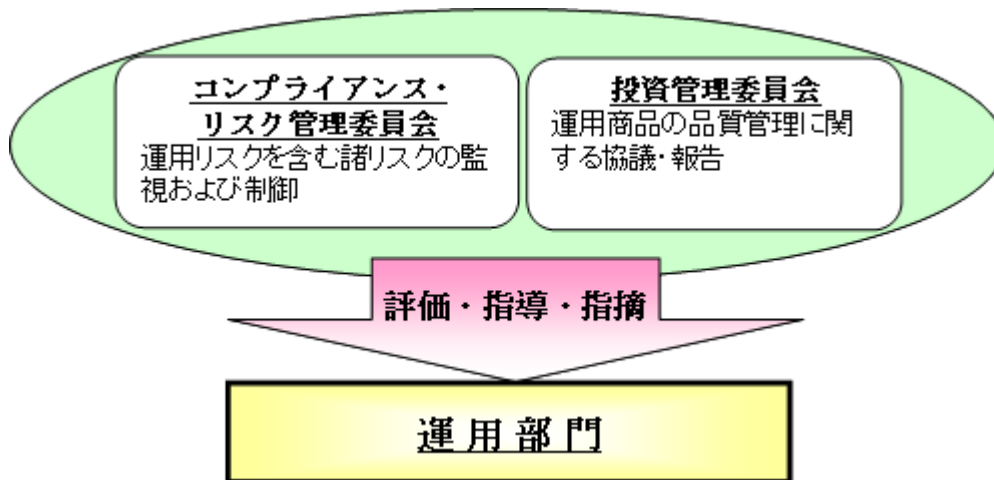 コンプライアンス・
リスク管理委員会
運用リスクを含む諸リスクの監
視および制御
投資管理委員会
運用商品の品質管理に関
する協議・報告
評価・指導・指摘
運用部門